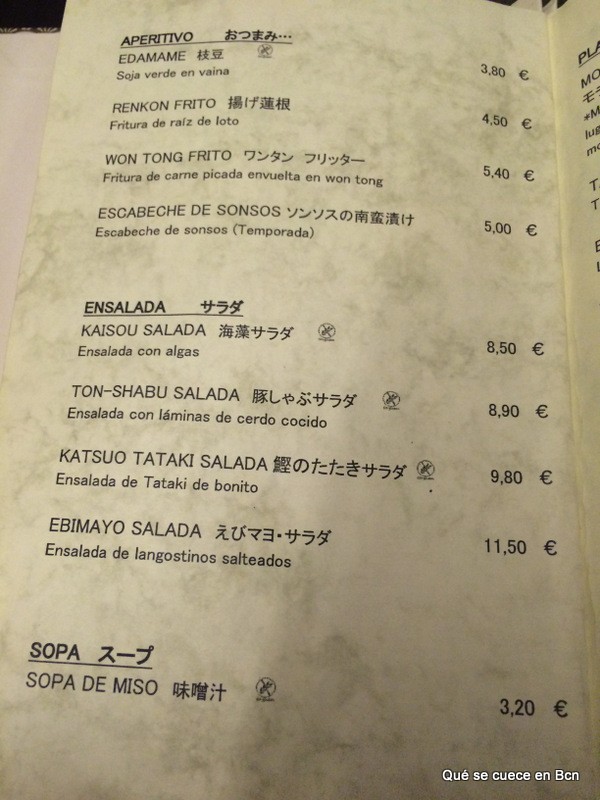 APERITIVO おつまみ…
EDAMAME 枝豆
Soja verde en vaina 3,80 €
RENKON FRITO 揚げ蓮根
Fritura de raíz de loto 4,50 €
WON TONG FRITO ワンタン フリッター
Fritura de carne picada envuelta en won tong 5,40 €
ESCABECHE DE SONSOS ソンソスの南蛮漬け
Escabeche de sonsos (Temporada) 5,00 €
ENSALADA サラダ
KAISOU SALADA 海藻サラダ
Ensalada con algas 8,50 €
TON-SHABU SALADA 豚しゃぶサラダ
Ensalada con láminas de cerdo cocido 8,90 €
KATSUO TATAKI SALADA 鰹のたたきサラダ
Ensalada de Tataki de bonito 9,80 €
EBIMAYO SALADA えびマヨ・サラダ
Ensalada de langostinos salteados 11,50 €
SOPA スープ
SOPA DE MISO 味噌汁 3,20 €
Qué se cuece en Bcn